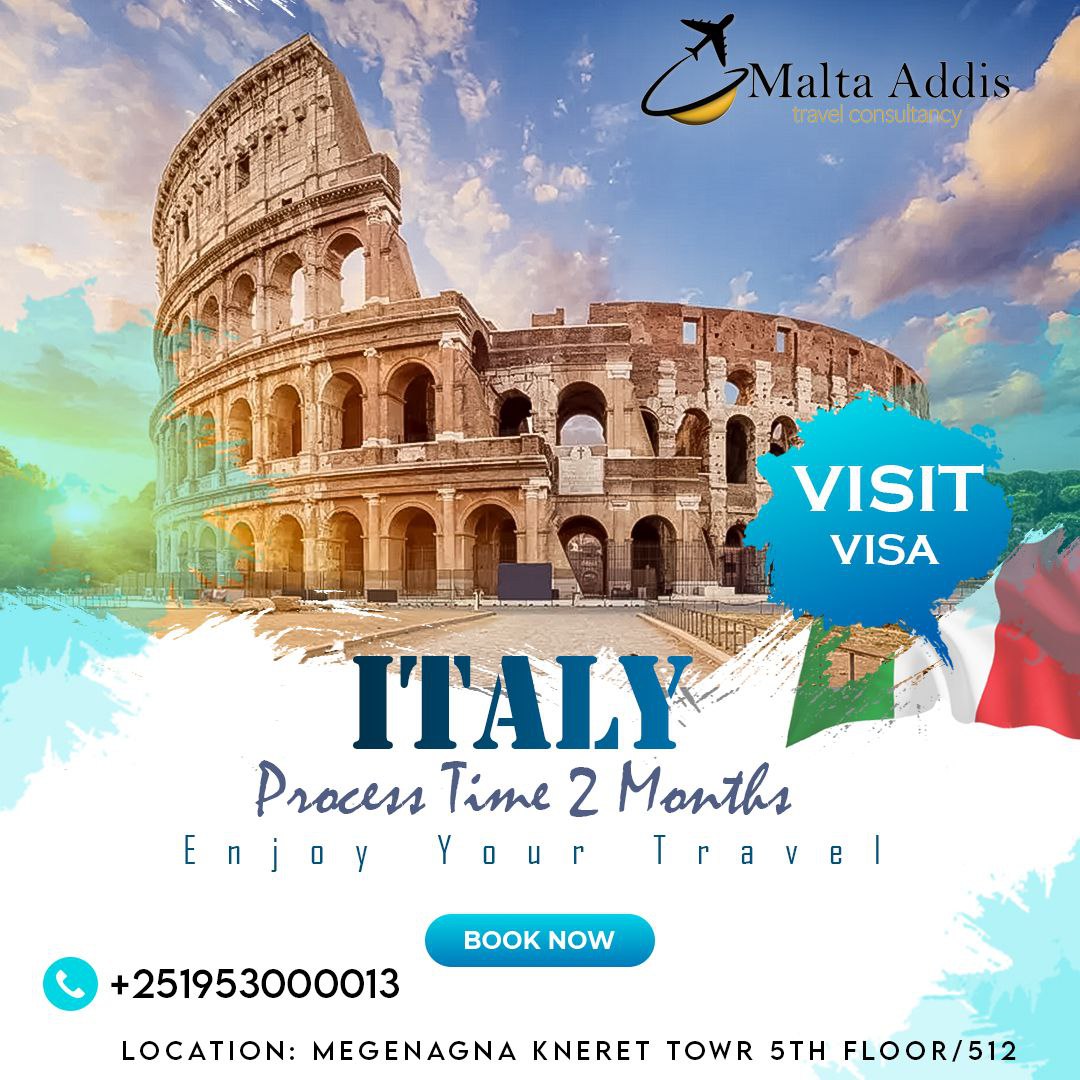 Malta Addis
travel consultancy
VISIT
VISA
ITALY
Process Time 2 Months
Enjoy Your Travel
BOOK NOW
+251953000013
LOCATION: MEGENAGNA KNERET TOWR 5TH FLOOR/512